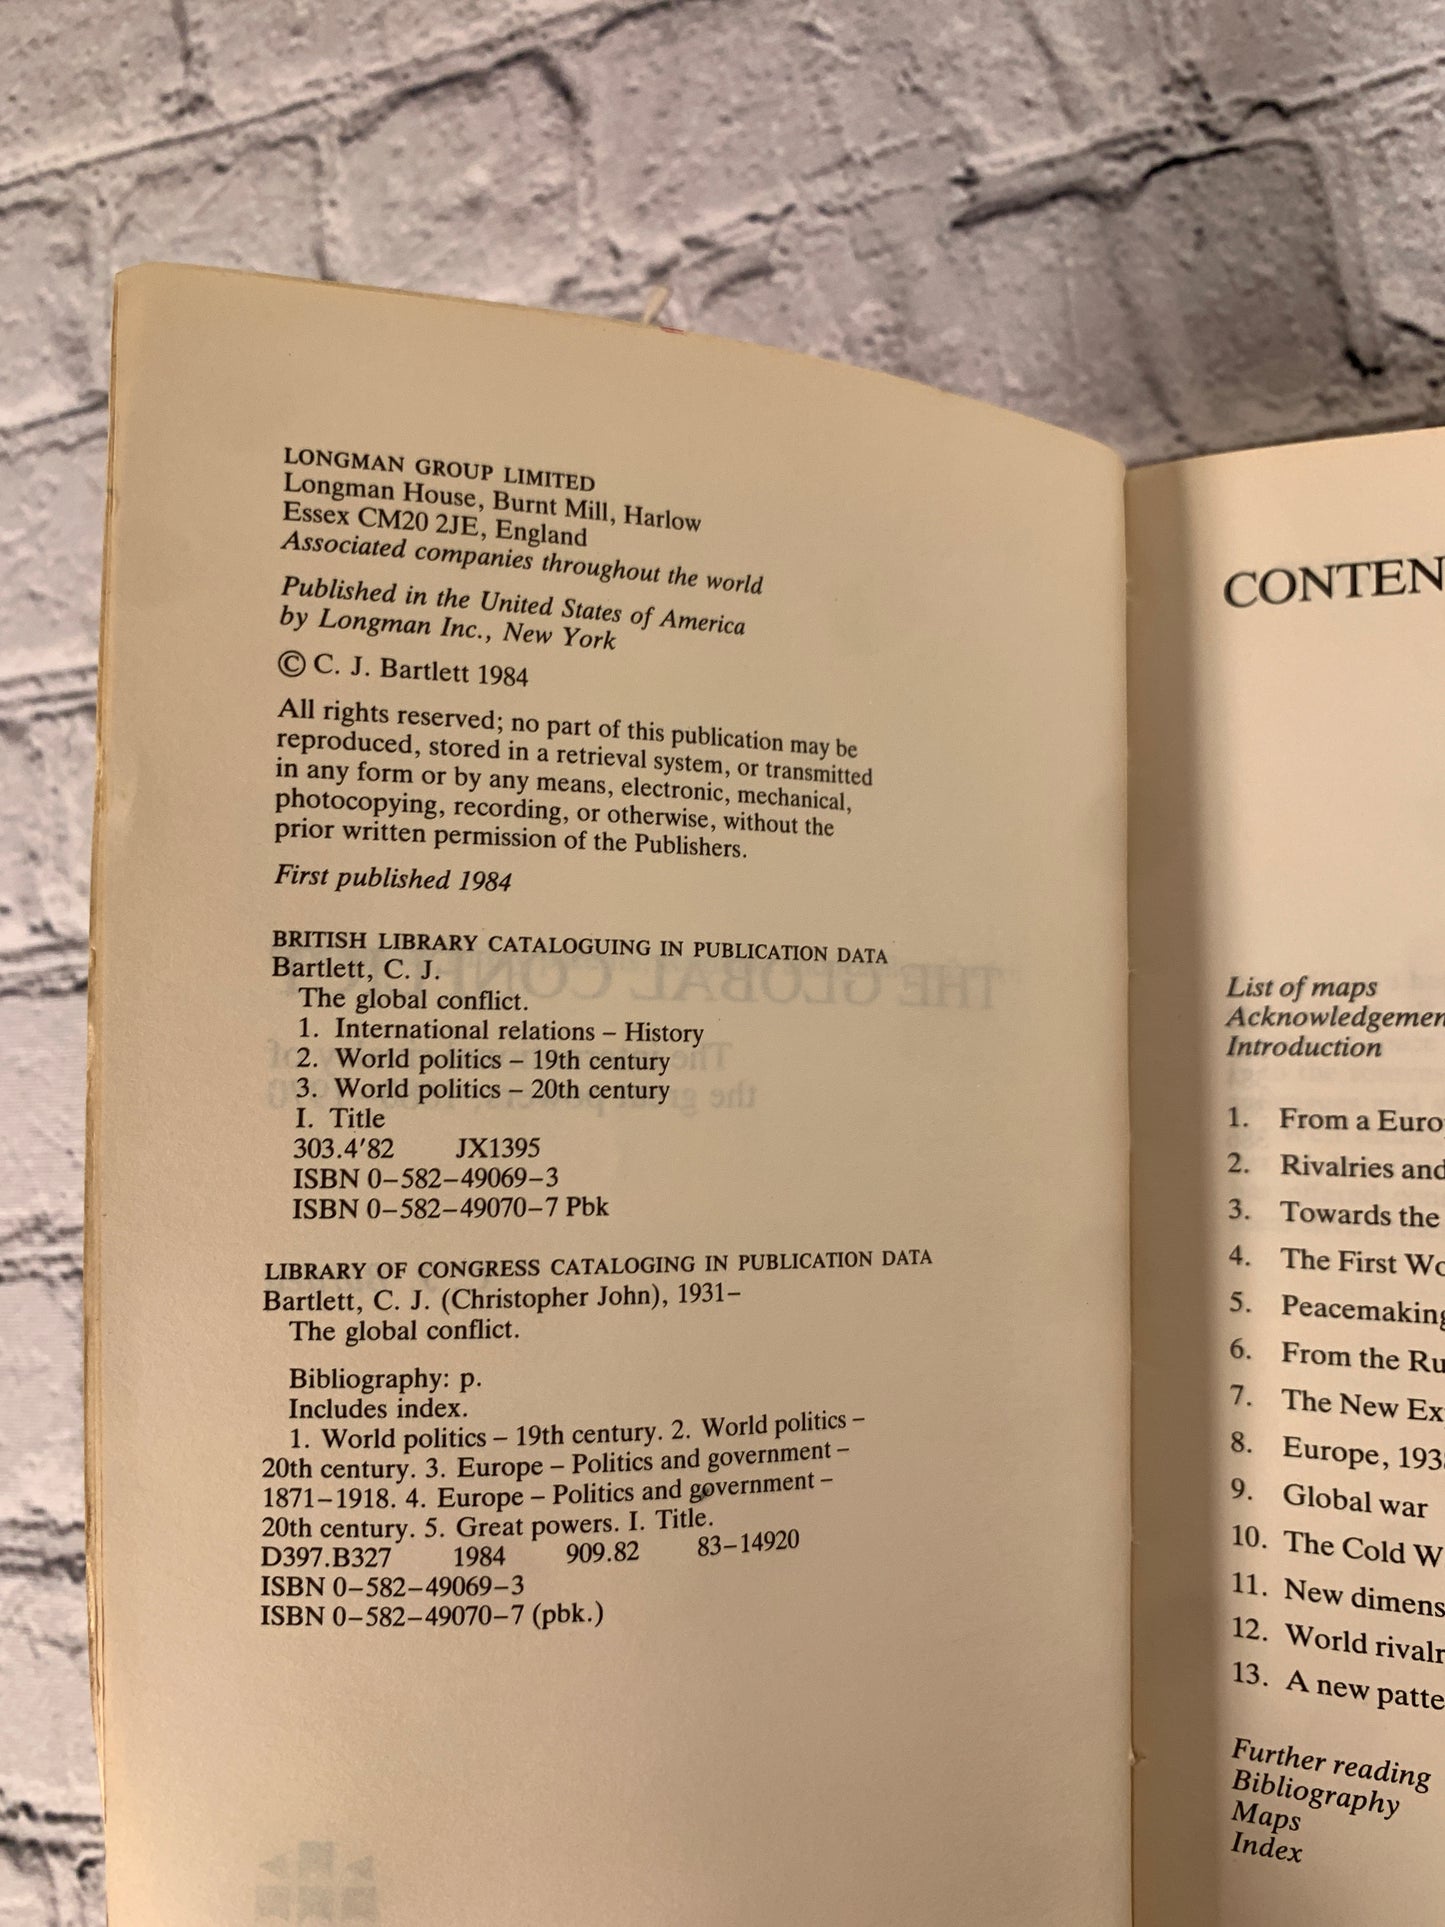 LONGMAN GROUP LIMITED
Longman House, Burnt Mill, Harlow
Essex CM20 2JE, England
Associated companies throughout the world
Published in the United States of America
by Longman Inc., New York
© C. J. Bartlett 1984
All rights reserved; no part of this publication may be
reproduced, stored in a retrieval system, or transmitted
in any form or by any means, electronic, mechanical,
photocopying, recording, or otherwise, without the
prior written permission of the Publishers.
First published 1984
BRITISH LIBRARY CATALOGUING IN PUBLICATION DATA
Bartlett, C. J.
The global conflict.
1. International relations – History
2. World politics – 19th century
3. World politics – 20th century
I. Title
303.4′82 JX1395
ISBN 0–582–49069–3
ISBN 0–582–49070–7 Pbk
LIBRARY OF CONGRESS CATALOGING IN PUBLICATION DATA
Bartlett, C. J. (Christopher John), 1931–
The global conflict.
Bibliography: p.
Includes index.
1. World politics – 19th century. 2. World politics –
20th century. 3. Europe – Politics and government –
1871–1918. 4. Europe – Politics and government –
20th century. 5. Great powers. I. Title.
D397.B327 1984 909.82 83–14920
ISBN 0–582–49069–3
ISBN 0–582–49070–7 (pbk.)
CONTEN
List of maps
Acknowledgemen
Introduction
1. From a Euro
2. Rivalries and
3. Towards the
4. The First Wo
5. Peacemaking
6. From the Ru
7. The New Ex
8. Europe, 193
9. Global war
10. The Cold W
11. New dimens
12. World rivalr
13. A new patte
Further reading
Bibliography
Maps
Index